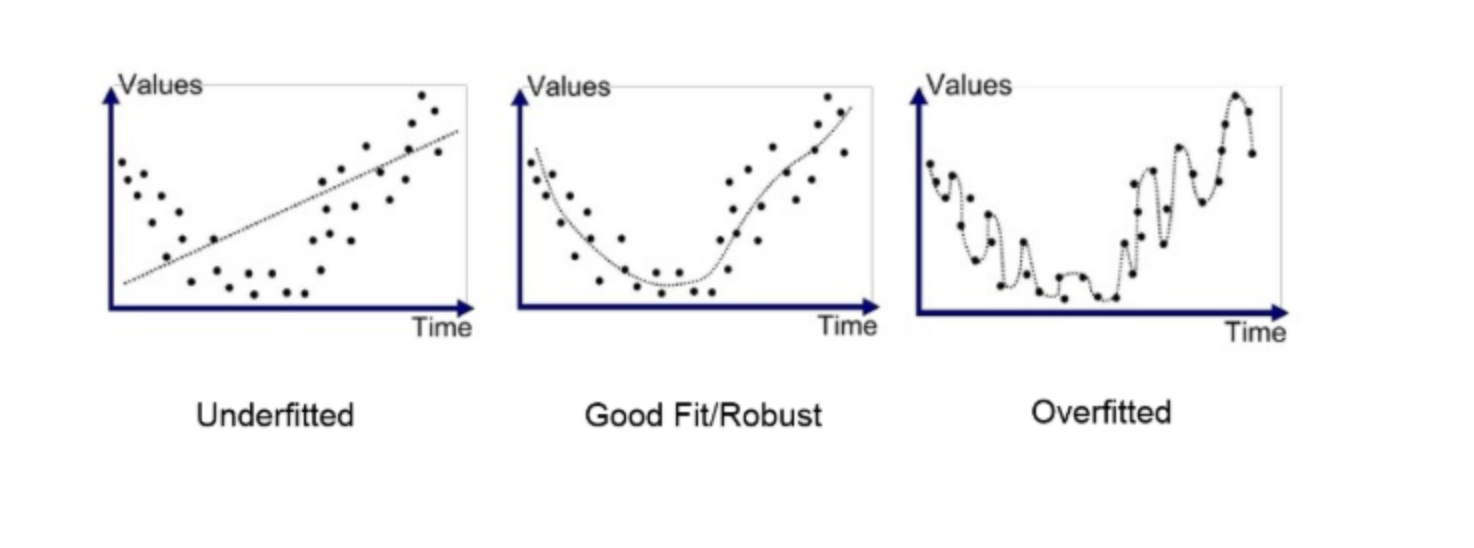 Values
Values
Values
Time
Time
Time
Underfitted
Good Fit/Robust
Overfitted